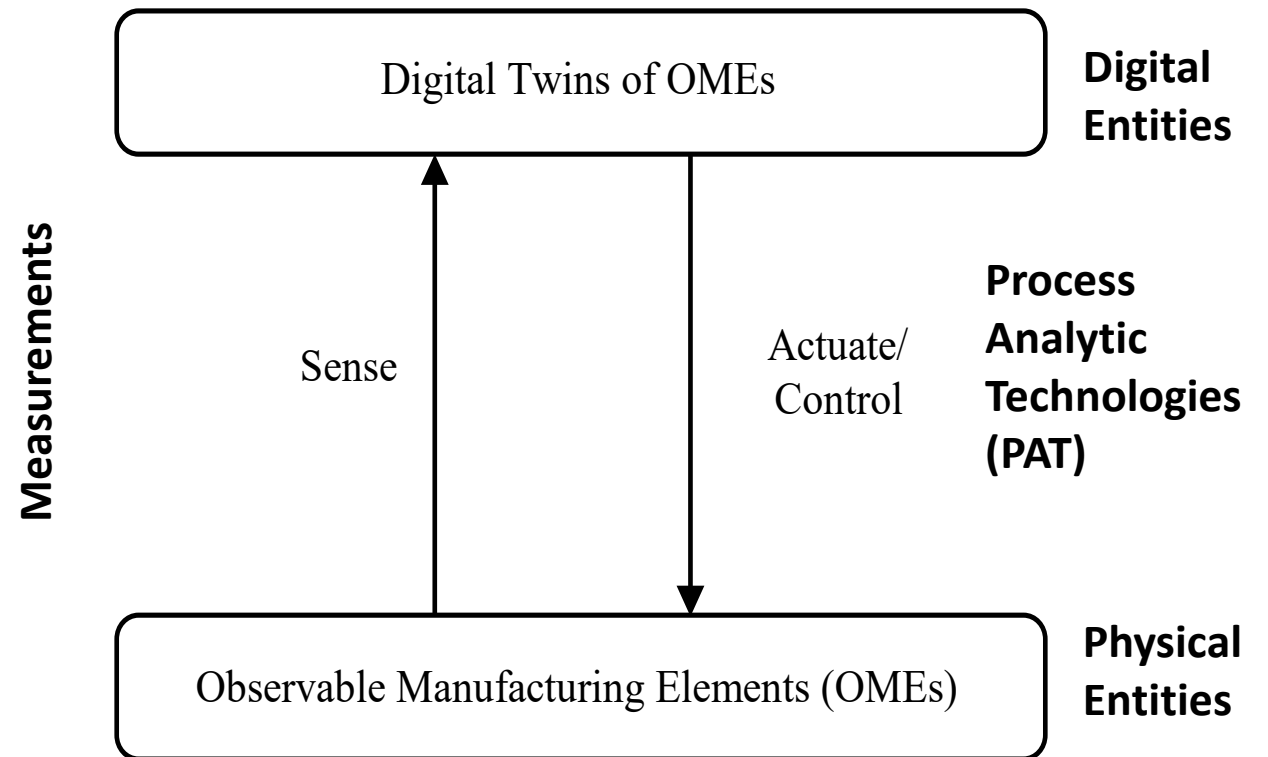 Digital Twins of OMEs
Digital
Entities
Measurements
Sense
Actuate/
Control
Process
Analytic
Technologies
(PAT)
Observable Manufacturing Elements (OMEs)
Physical
Entities